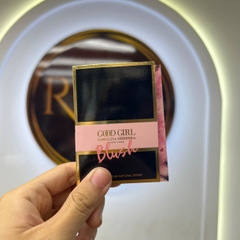 R
GOOD GIRL
CAROLINA HERRERA
NEW YORK
Blush